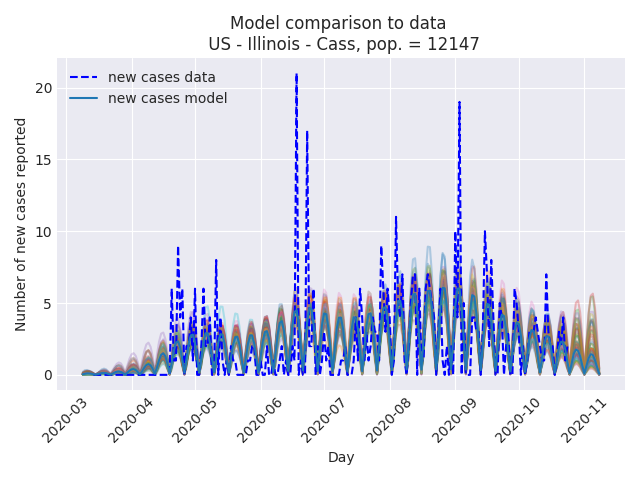 Model comparison to data
US - Illinois - Cass, pop. = 12147
new cases data
new cases model
Number of new cases reported
20
15
10
5
0
2020-03
2020-04
2020-05
2020-06
2020-07
2020-08
2020-09
2020-10
2020-11
Day